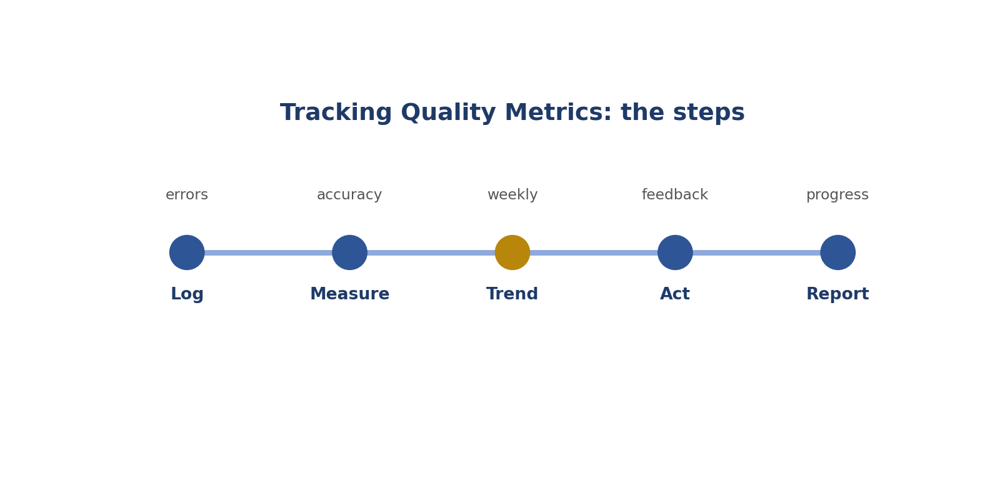 Tracking Quality Metrics: the steps
errors accuracy weekly feedback progress
Log Measure Trend Act Report